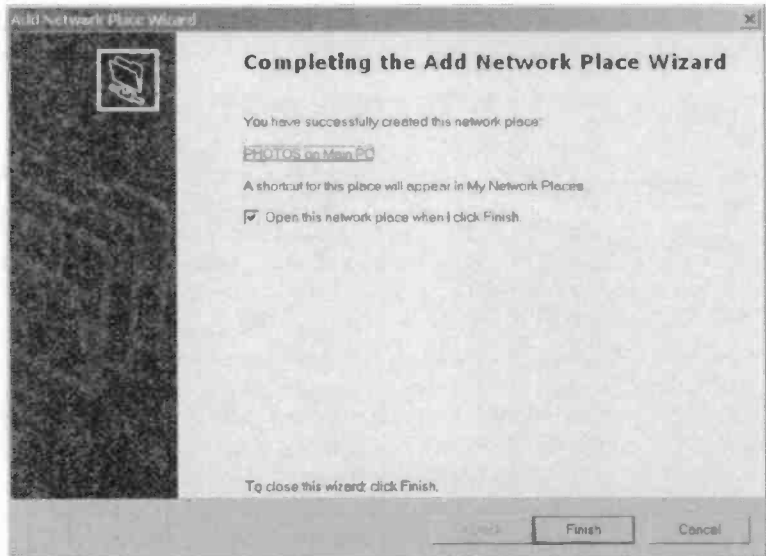 Add Network Place Wizard
Completing the Add Network Place Wizard
You have successfully created this network place:
PHOTOS on Main PC
A shortcut for this place will appear in My Network Places.
Open this network place when I click Finish.
To close this wizard, click Finish.
Finish
Cancel